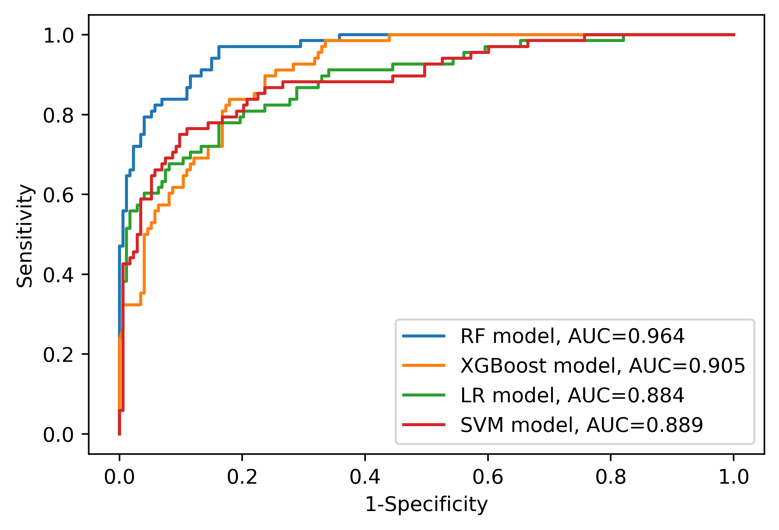 1.0
0.8
0.6
0.4
0.2
0.0
Sensitivity
RF model, AUC=0.964
XGBoost model, AUC=0.905
LR model, AUC=0.884
SVM model, AUC=0.889
0.0 0.2 0.4 0.6 0.8 1.0
1-Specificity